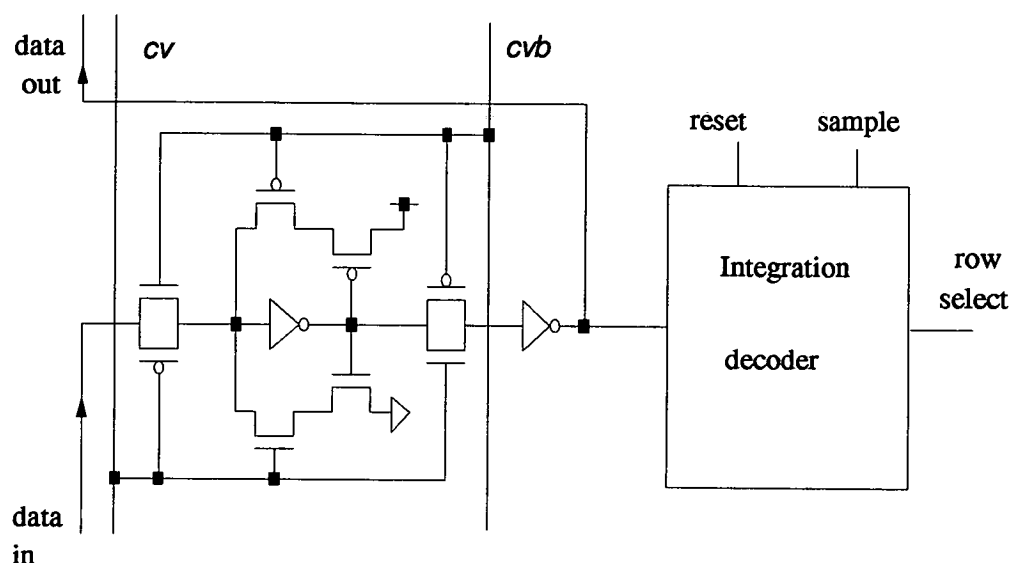 data
out
cv
cvb
reset
sample
Integration
decoder
row
select
data
in